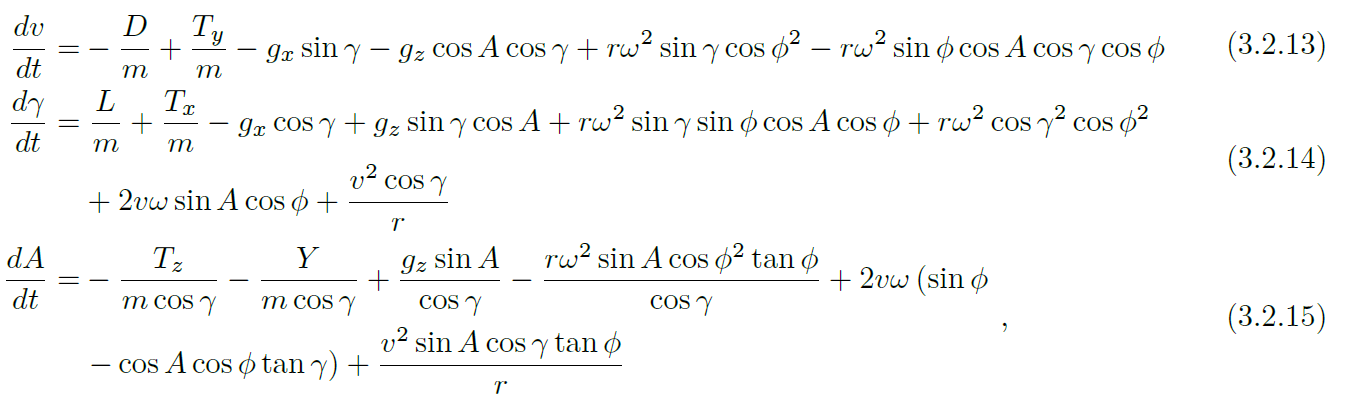 dv/dt = − D/m + T_y/m − g_x sin γ − g_z cos A cos γ + rω² sin γ cos φ² − rω² sin φ cos A cos γ cos φ (3.2.13)
dγ/dt = L/m + T_x/m − g_x cos γ + g_z sin γ cos A + rω² sin γ sin φ cos A cos φ + rω² cos γ² cos φ²
(3.2.14)
+ 2vω sin A cos φ + v² cos γ / r
dA/dt = − T_z/(m cos γ) − Y/(m cos γ) + g_z sin A / cos γ − rω² sin A cos φ² tan φ / cos γ + 2vω (sin φ
, (3.2.15)
− cos A cos φ tan γ) + v² sin A cos γ tan φ / r